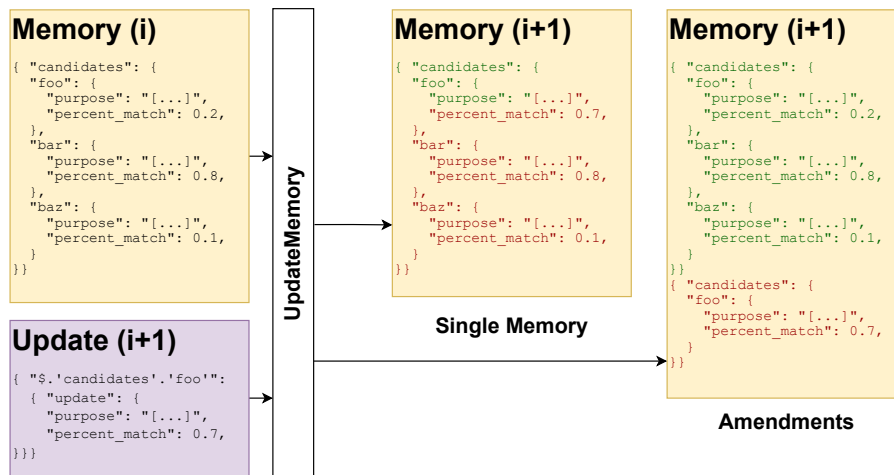 Memory (i)
{ "candidates": {
"foo": {
"purpose": "[...]",
"percent_match": 0.2,
},
"bar": {
"purpose": "[...]",
"percent_match": 0.8,
},
"baz": {
"purpose": "[...]",
"percent_match": 0.1,
}
}}
Update (i+1)
{ "$.'candidates'.'foo'":
{ "update": {
"purpose": "[...]",
"percent_match": 0.7,
}}}
UpdateMemory
Memory (i+1)
{ "candidates": {
"foo": {
"purpose": "[...]",
"percent_match": 0.7,
},
"bar": {
"purpose": "[...]",
"percent_match": 0.8,
},
"baz": {
"purpose": "[...]",
"percent_match": 0.1,
}
}}
Single Memory
Memory (i+1)
{ "candidates": {
"foo": {
"purpose": "[...]",
"percent_match": 0.2,
},
"bar": {
"purpose": "[...]",
"percent_match": 0.8,
},
"baz": {
"purpose": "[...]",
"percent_match": 0.1,
}
}}
{ "candidates": {
"foo": {
"purpose": "[...]",
"percent_match": 0.7,
}
}}
Amendments